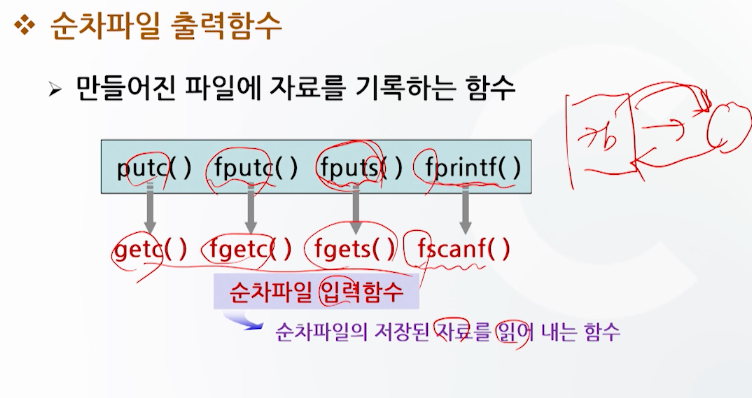 ❖ 순차파일 출력함수
➢ 만들어진 파일에 자료를 기록하는 함수
putc() fputc() fputs() fprintf()
getc() fgetc() fgets() fscanf()
순차파일 입력함수
순차파일의 저장된 자료를 읽어 내는 함수